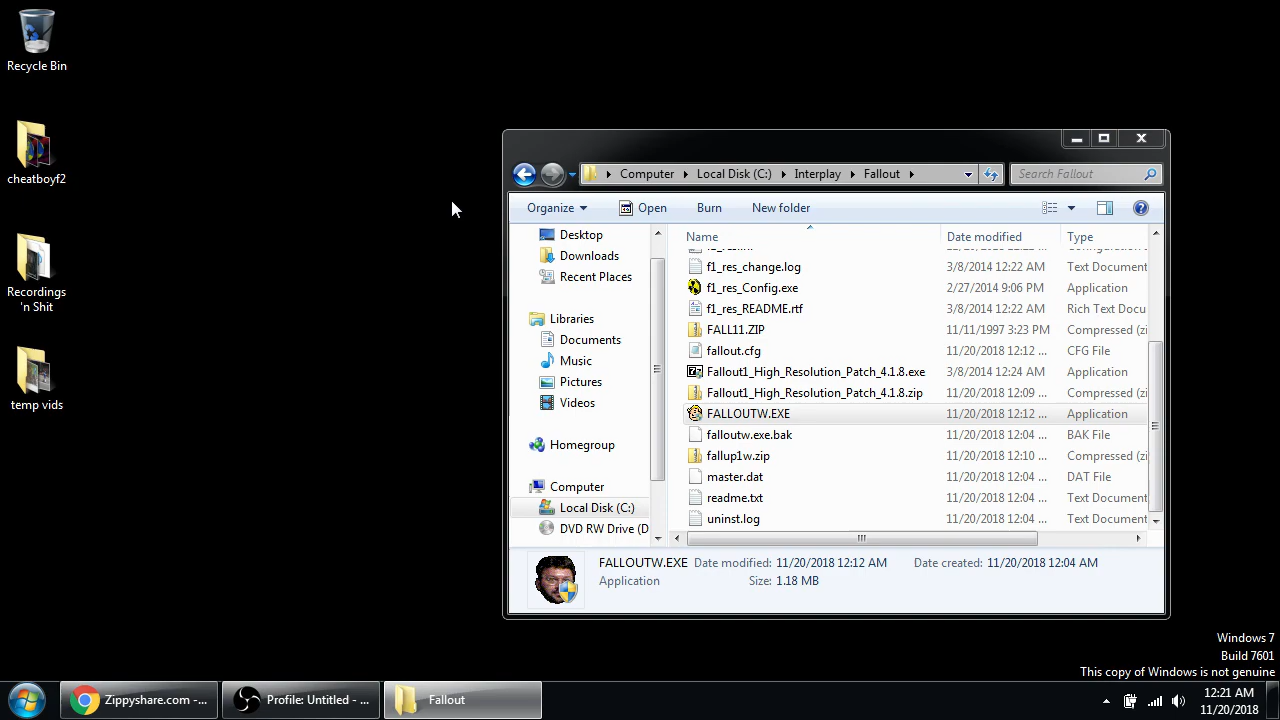 Recycle Bin
cheatboyf2
Recordings
'n Shit
temp vids
Computer
Local Disk (C:)
Interplay
Fallout
Search Fallout
Organize
Open
Burn
New folder
Desktop
Downloads
Recent Places
Libraries
Documents
Music
Pictures
Videos
Homegroup
Computer
Local Disk (C:)
DVD RW Drive (D
Name Date modified Type
f1_res_change.log 3/8/2014 12:22 AM Text Document
f1_res_Config.exe 2/27/2014 9:06 PM Application
f1_res_README.rtf 3/8/2014 12:22 AM Rich Text Docu
FALL11.ZIP 11/11/1997 3:23 PM Compressed (zi
fallout.cfg 11/20/2018 12:12 ... CFG File
Fallout1_High_Resolution_Patch_4.1.8.exe 3/8/2014 12:24 AM Application
Fallout1_High_Resolution_Patch_4.1.8.zip 11/20/2018 12:09 ... Compressed (zi
FALLOUTW.EXE 11/20/2018 12:12 ... Application
falloutw.exe.bak 11/20/2018 12:04 ... BAK File
fallup1w.zip 11/20/2018 12:10 ... Compressed (zi
master.dat 11/20/2018 12:04 ... DAT File
readme.txt 11/20/2018 12:04 ... Text Document
uninst.log 11/20/2018 12:04 ... Text Document
FALLOUTW.EXE Date modified: 11/20/2018 12:12 AM Date created: 11/20/2018 12:04 AM
Application Size: 1.18 MB
Windows 7
Build 7601
This copy of Windows is not genuine
Zippyshare.com -...
Profile: Untitled - ...
Fallout
12:21 AM
11/20/2018